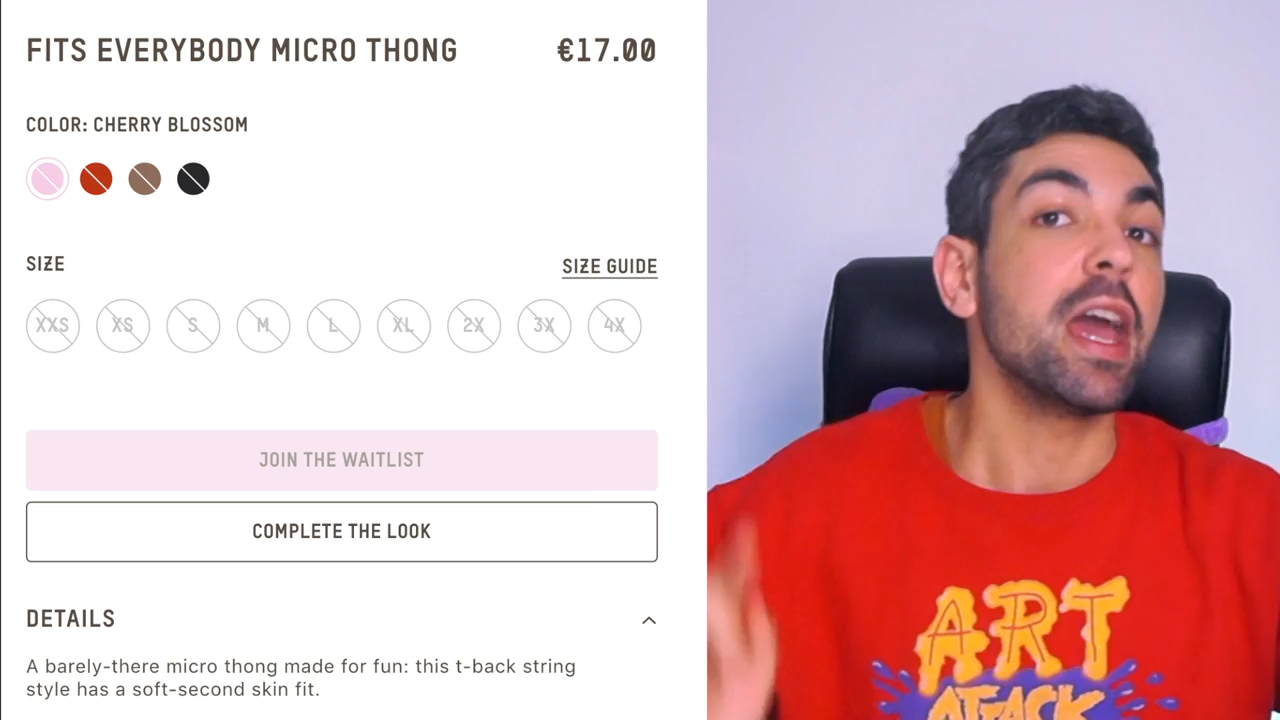 FITS EVERYBODY MICRO THONG
€17.00
COLOR: CHERRY BLOSSOM
SIZE
SIZE GUIDE
XXS XS S M L XL 2X 3X 4X
JOIN THE WAITLIST
COMPLETE THE LOOK
DETAILS
A barely-there micro thong made for fun: this t-back string
style has a soft-second skin fit.
ART
ATTACK